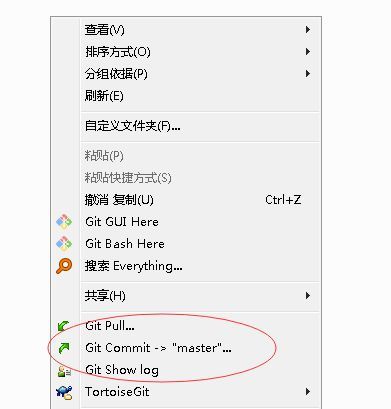 查看(V)
排序方式(O)
分组依据(P)
刷新(E)
自定义文件夹(F)...
粘贴(P)
粘贴快捷方式(S)
撤消 复制(U) Ctrl+Z
Git GUI Here
Git Bash Here
搜索 Everything...
共享(H)
Git Pull...
Git Commit -> "master"...
Git Show log
TortoiseGit